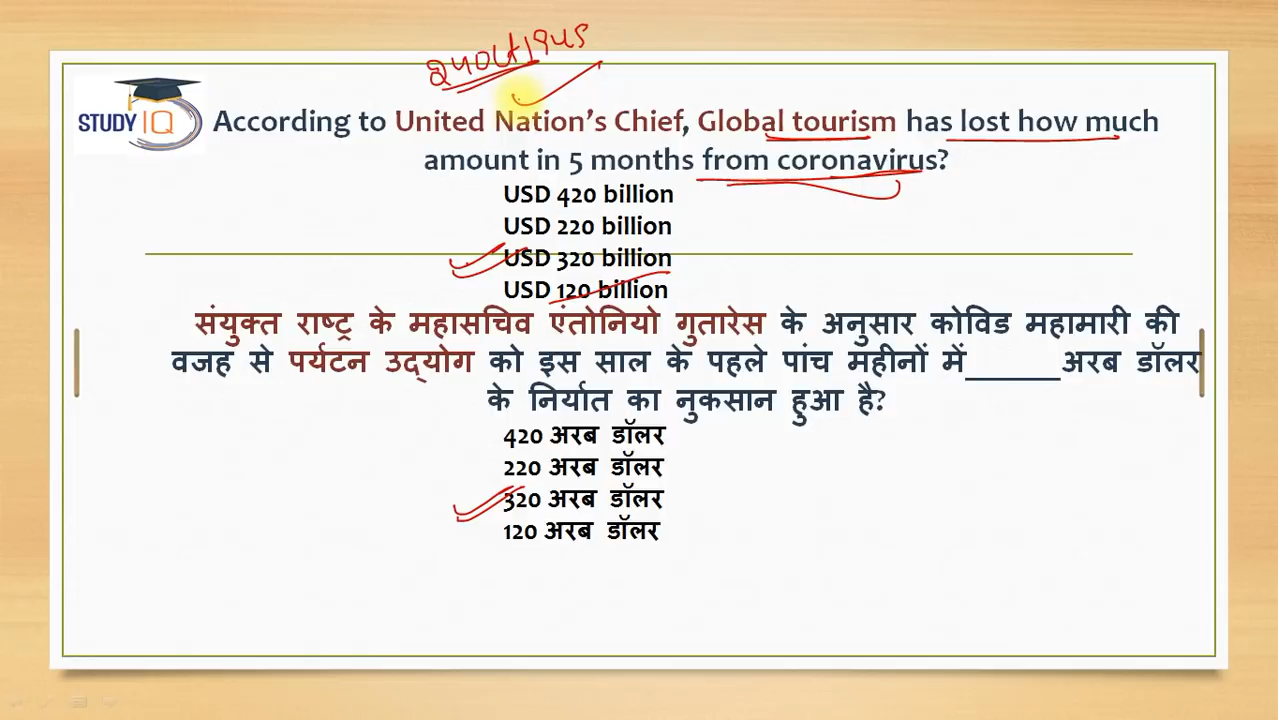 24Oct1945
STUDY IQ
According to United Nation's Chief, Global tourism has lost how much
amount in 5 months from coronavirus?
USD 420 billion
USD 220 billion
USD 320 billion
USD 120 billion
संयुक्त राष्ट्र के महासचिव एंतोनियो गुतारेस के अनुसार कोविड महामारी की
वजह से पर्यटन उद्योग को इस साल के पहले पांच महीनों में______अरब डॉलर
के निर्यात का नुकसान हुआ है?
420 अरब डॉलर
220 अरब डॉलर
320 अरब डॉलर
120 अरब डॉलर